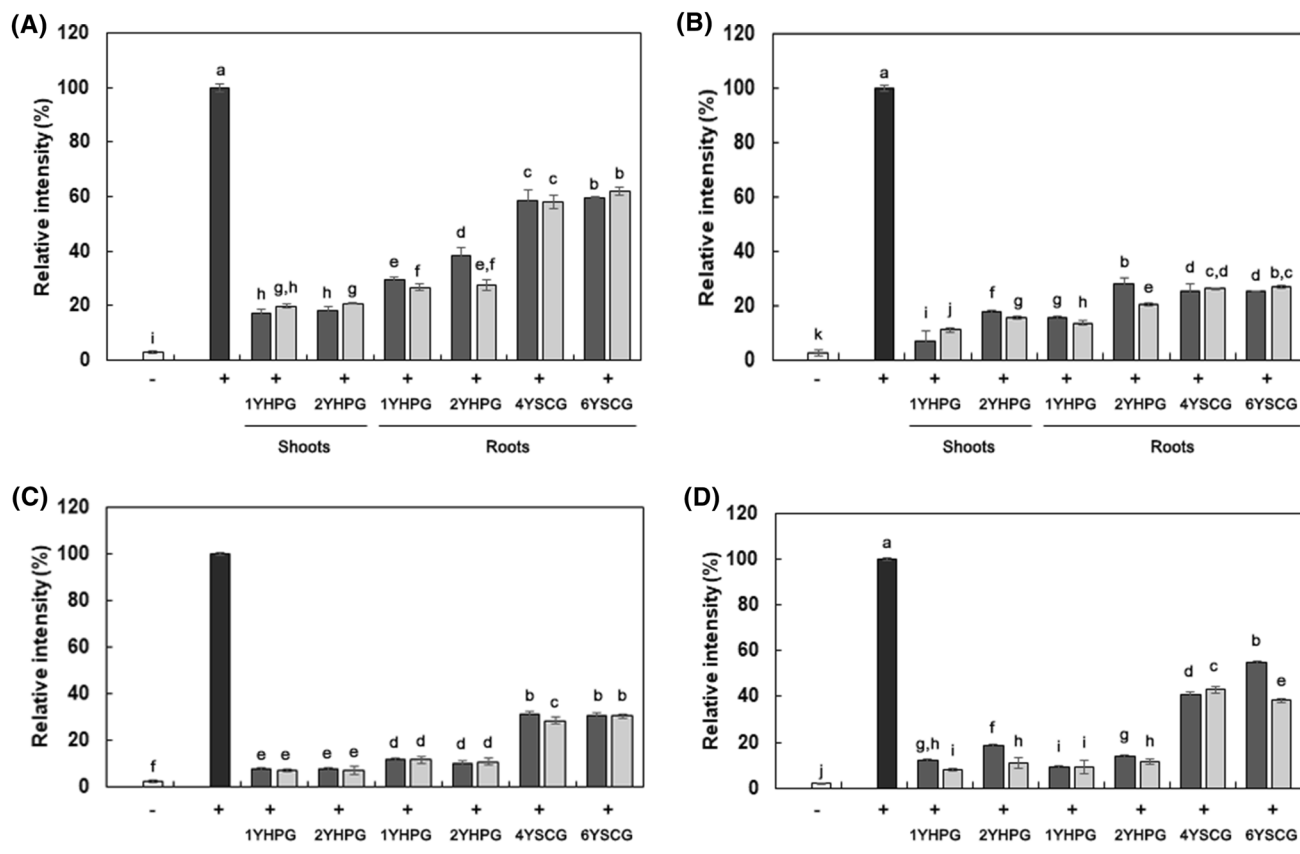 (A)
Relative intensity (%)
120
100
80
60
40
20
0
i
a
h
g,h
h
g
e
f
d
e,f
c
c
b
b
-
+
+
+
+
+
+
+
1YHPG
2YHPG
1YHPG
2YHPG
4YSCG
6YSCG
Shoots
Roots
(B)
Relative intensity (%)
120
100
80
60
40
20
0
k
a
i
j
f
g
g
h
b
e
d
c,d
d
b,c
-
+
+
+
+
+
+
+
1YHPG
2YHPG
1YHPG
2YHPG
4YSCG
6YSCG
Shoots
Roots
(C)
Relative intensity (%)
120
100
80
60
40
20
0
f
e
e
e
e
d
d
d
d
b
c
b
b
-
+
+
+
+
+
+
+
1YHPG
2YHPG
1YHPG
2YHPG
4YSCG
6YSCG
(D)
Relative intensity (%)
120
100
80
60
40
20
0
j
a
g,h
i
f
h
i
i
g
h
d
c
b
e
-
+
+
+
+
+
+
+
1YHPG
2YHPG
1YHPG
2YHPG
4YSCG
6YSCG